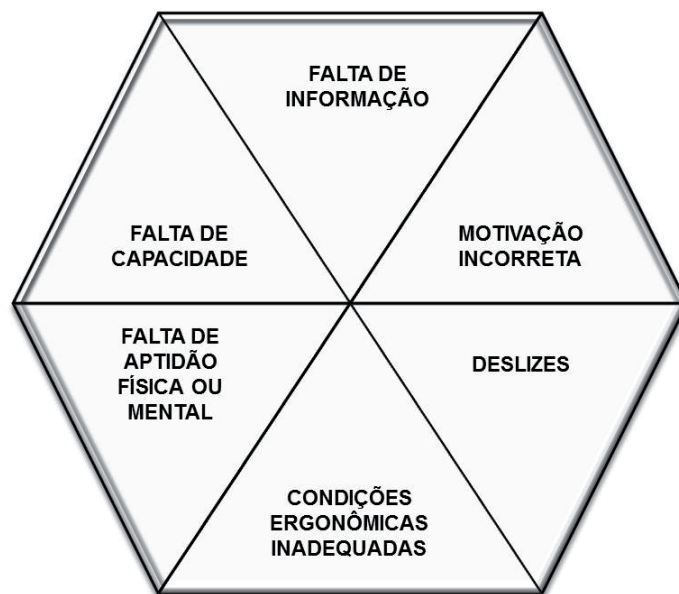 FALTA DE
INFORMAÇÃO
FALTA DE
CAPACIDADE
MOTIVAÇÃO
INCORRETA
FALTA DE
APTIDÃO
FÍSICA OU
MENTAL
DESLIZES
CONDIÇÕES
ERGONÔMICAS
INADEQUADAS